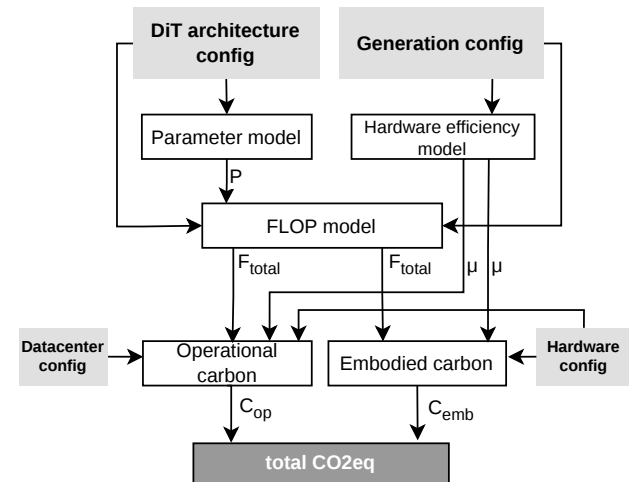 DiT architecture
config
Generation config
Parameter model
Hardware efficiency
model
P
FLOP model
F_total
F_total
μ
μ
Datacenter
config
Operational
carbon
Embodied carbon
Hardware
config
C_op
C_emb
total CO2eq